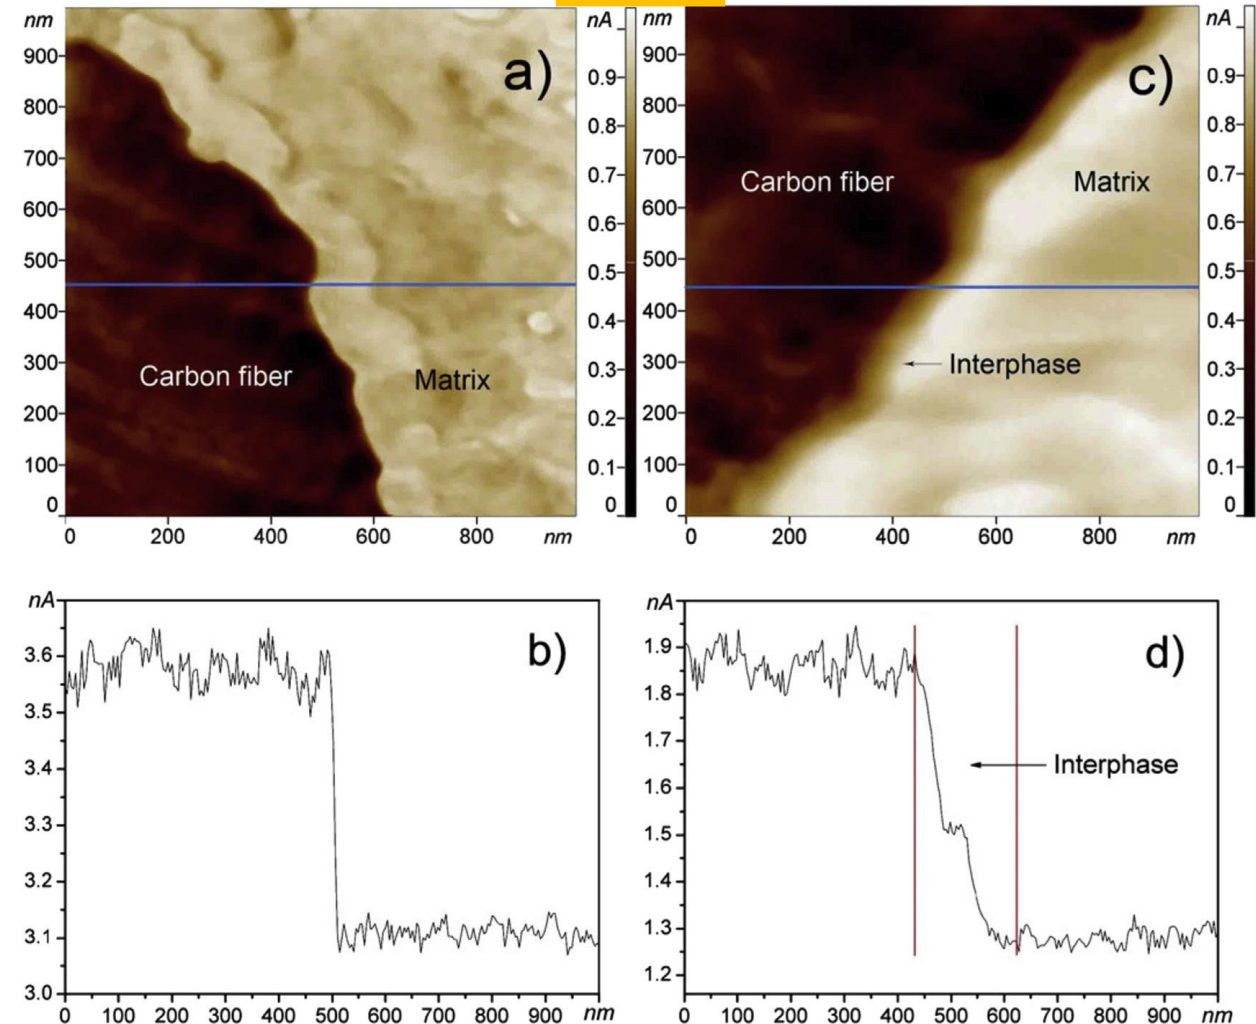 nm
900
800
700
600
500
400
300
200
100
0
0 200 400 600 800 nm
a)
Carbon fiber
Matrix
nA
0.9
0.8
0.7
0.6
0.5
0.4
0.3
0.2
0.1
0
nm
900
800
700
600
500
400
300
200
100
0
0 200 400 600 800 nm
c)
Carbon fiber
Matrix
Interphase
nA
0.9
0.8
0.7
0.6
0.5
0.4
0.3
0.2
0.1
0
nA
3.6
3.5
3.4
3.3
3.2
3.1
3.0
0 100 200 300 400 500 600 700 800 900 nm
b)
nA
1.9
1.8
1.7
1.6
1.5
1.4
1.3
1.2
0 100 200 300 400 500 600 700 800 900 nm
d)
Interphase